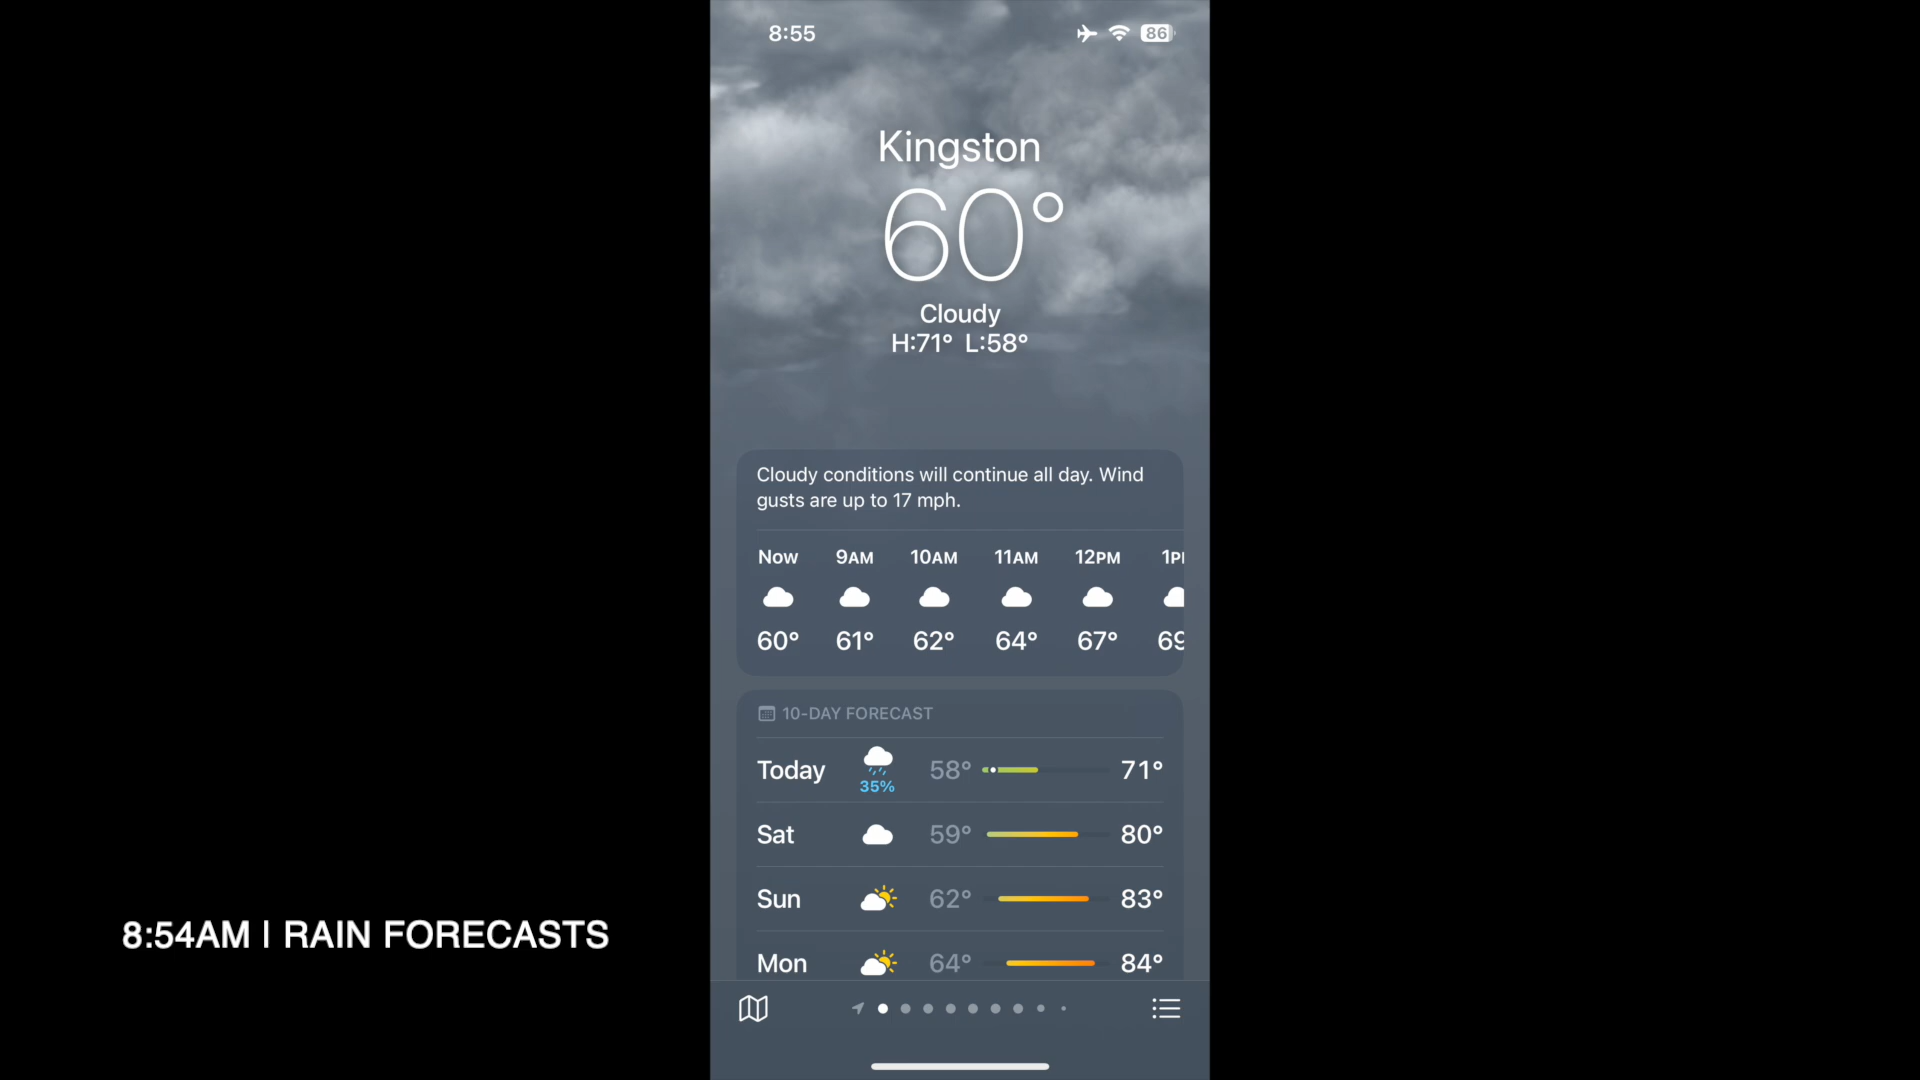 8:55
86
Kingston
60°
Cloudy
H:71° L:58°
Cloudy conditions will continue all day. Wind
gusts are up to 17 mph.
Now 9AM 10AM 11AM 12PM
60° 61° 62° 64° 67° 69
10-DAY FORECAST
Today 35% 58° 71°
Sat 59° 80°
Sun 62° 83°
Mon 64° 84°
8:54AM | RAIN FORECASTS